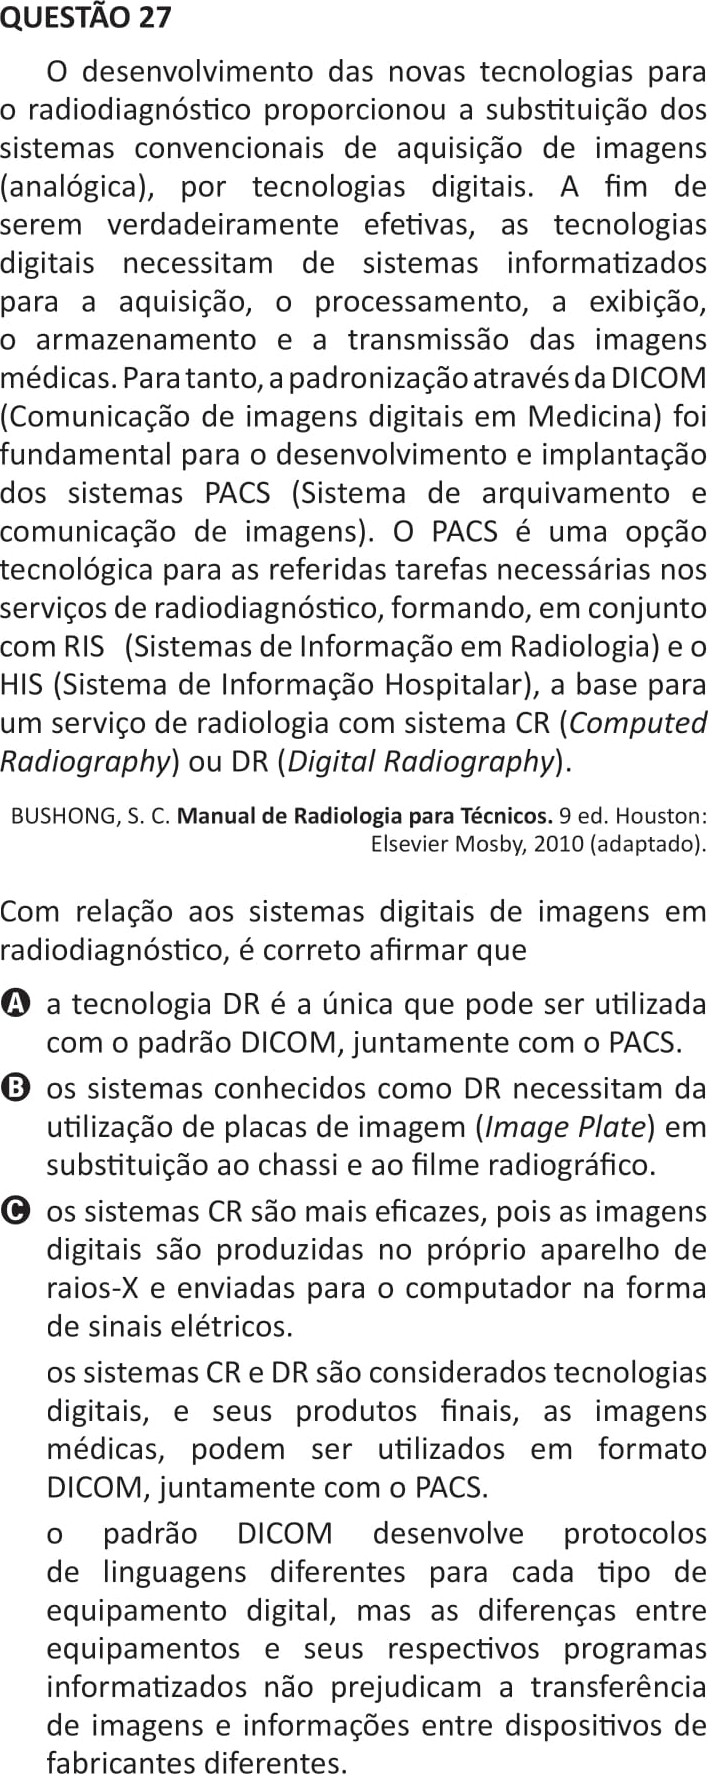 QUESTÃO 27
O desenvolvimento das novas tecnologias para
o radiodiagnóstico proporcionou a substituição dos
sistemas convencionais de aquisição de imagens
(analógica), por tecnologias digitais. A fim de
serem verdadeiramente efetivas, as tecnologias
digitais necessitam de sistemas informatizados
para a aquisição, o processamento, a exibição,
o armazenamento e a transmissão das imagens
médicas. Para tanto, a padronização através da DICOM
(Comunicação de imagens digitais em Medicina) foi
fundamental para o desenvolvimento e implantação
dos sistemas PACS (Sistema de arquivamento e
comunicação de imagens). O PACS é uma opção
tecnológica para as referidas tarefas necessárias nos
serviços de radiodiagnóstico, formando, em conjunto
com RIS (Sistemas de Informação em Radiologia) e o
HIS (Sistema de Informação Hospitalar), a base para
um serviço de radiologia com sistema CR (Computed
Radiography) ou DR (Digital Radiography).
BUSHONG, S. C. Manual de Radiologia para Técnicos. 9 ed. Houston:
Elsevier Mosby, 2010 (adaptado).
Com relação aos sistemas digitais de imagens em
radiodiagnóstico, é correto afirmar que
A a tecnologia DR é a única que pode ser utilizada
com o padrão DICOM, juntamente com o PACS.
B os sistemas conhecidos como DR necessitam da
utilização de placas de imagem (Image Plate) em
substituição ao chassi e ao filme radiográfico.
C os sistemas CR são mais eficazes, pois as imagens
digitais são produzidas no próprio aparelho de
raios-X e enviadas para o computador na forma
de sinais elétricos.
os sistemas CR e DR são considerados tecnologias
digitais, e seus produtos finais, as imagens
médicas, podem ser utilizados em formato
DICOM, juntamente com o PACS.
o padrão DICOM desenvolve protocolos
de linguagens diferentes para cada tipo de
equipamento digital, mas as diferenças entre
equipamentos e seus respectivos programas
informatizados não prejudicam a transferência
de imagens e informações entre dispositivos de
fabricantes diferentes.